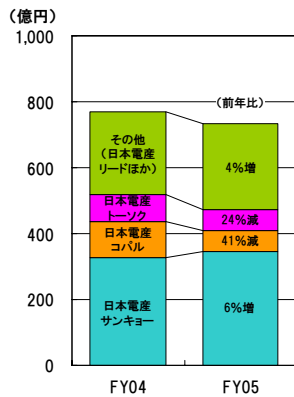 （億円）
1,000
800
600
400
200
0
（前年比）
その他
（日本電産
リードほか）
日本電産
トーソク
日本電産
コパル
日本電産
サンキョー
4%増
24%減
41%減
6%増
FY04
FY05